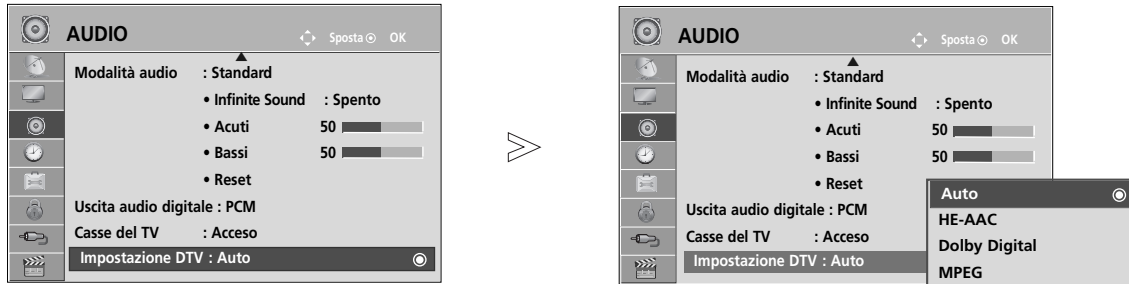 AUDIO
Sposta OK
Modalità audio : Standard
• Infinite Sound : Spento
• Acuti 50
• Bassi 50
• Reset
Uscita audio digitale : PCM
Casse del TV : Acceso
Impostazione DTV : Auto
AUDIO
Sposta OK
Modalità audio : Standard
• Infinite Sound : Spento
• Acuti 50
• Bassi 50
• Reset
Uscita audio digitale : PCM
Casse del TV : Acceso
Impostazione DTV : Auto
Auto
HE-AAC
Dolby Digital
MPEG